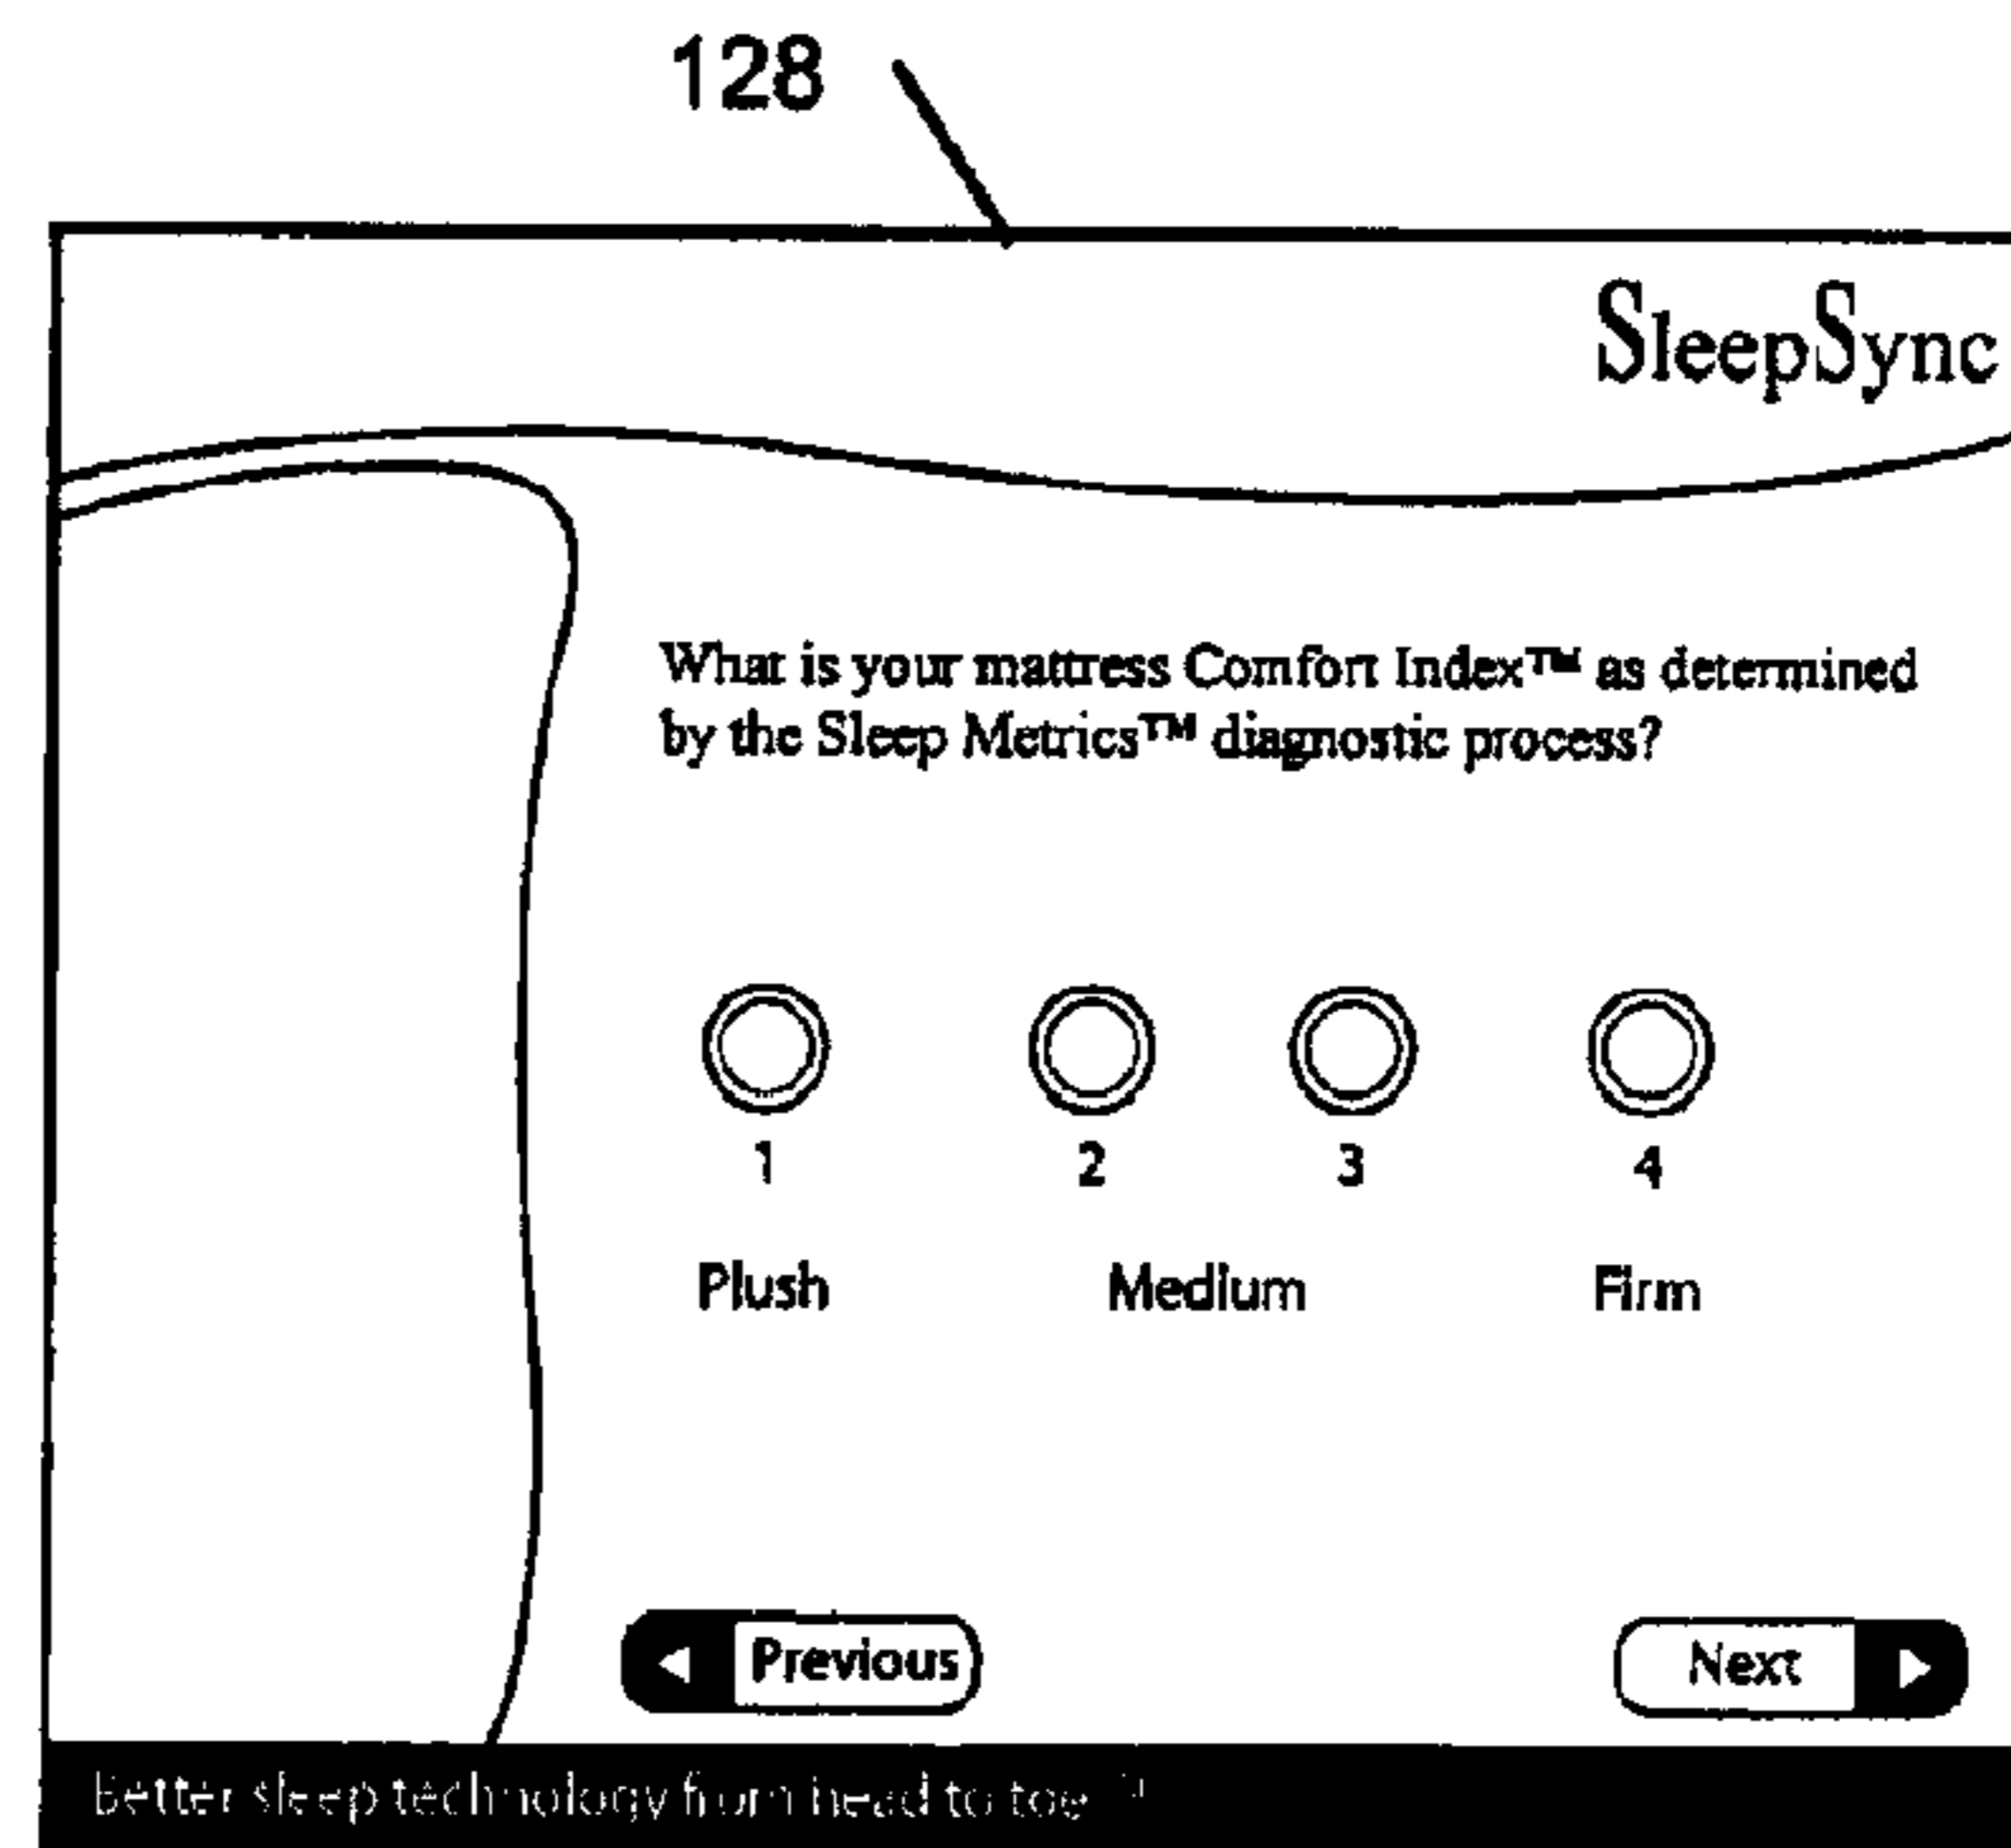 128
SleepSync
What is your mattress Comfort Index™ as determined
by the Sleep Metrics™ diagnostic process?
1 2 3 4
Plush Medium Firm
Previous Next
Better sleep technology from head to toe